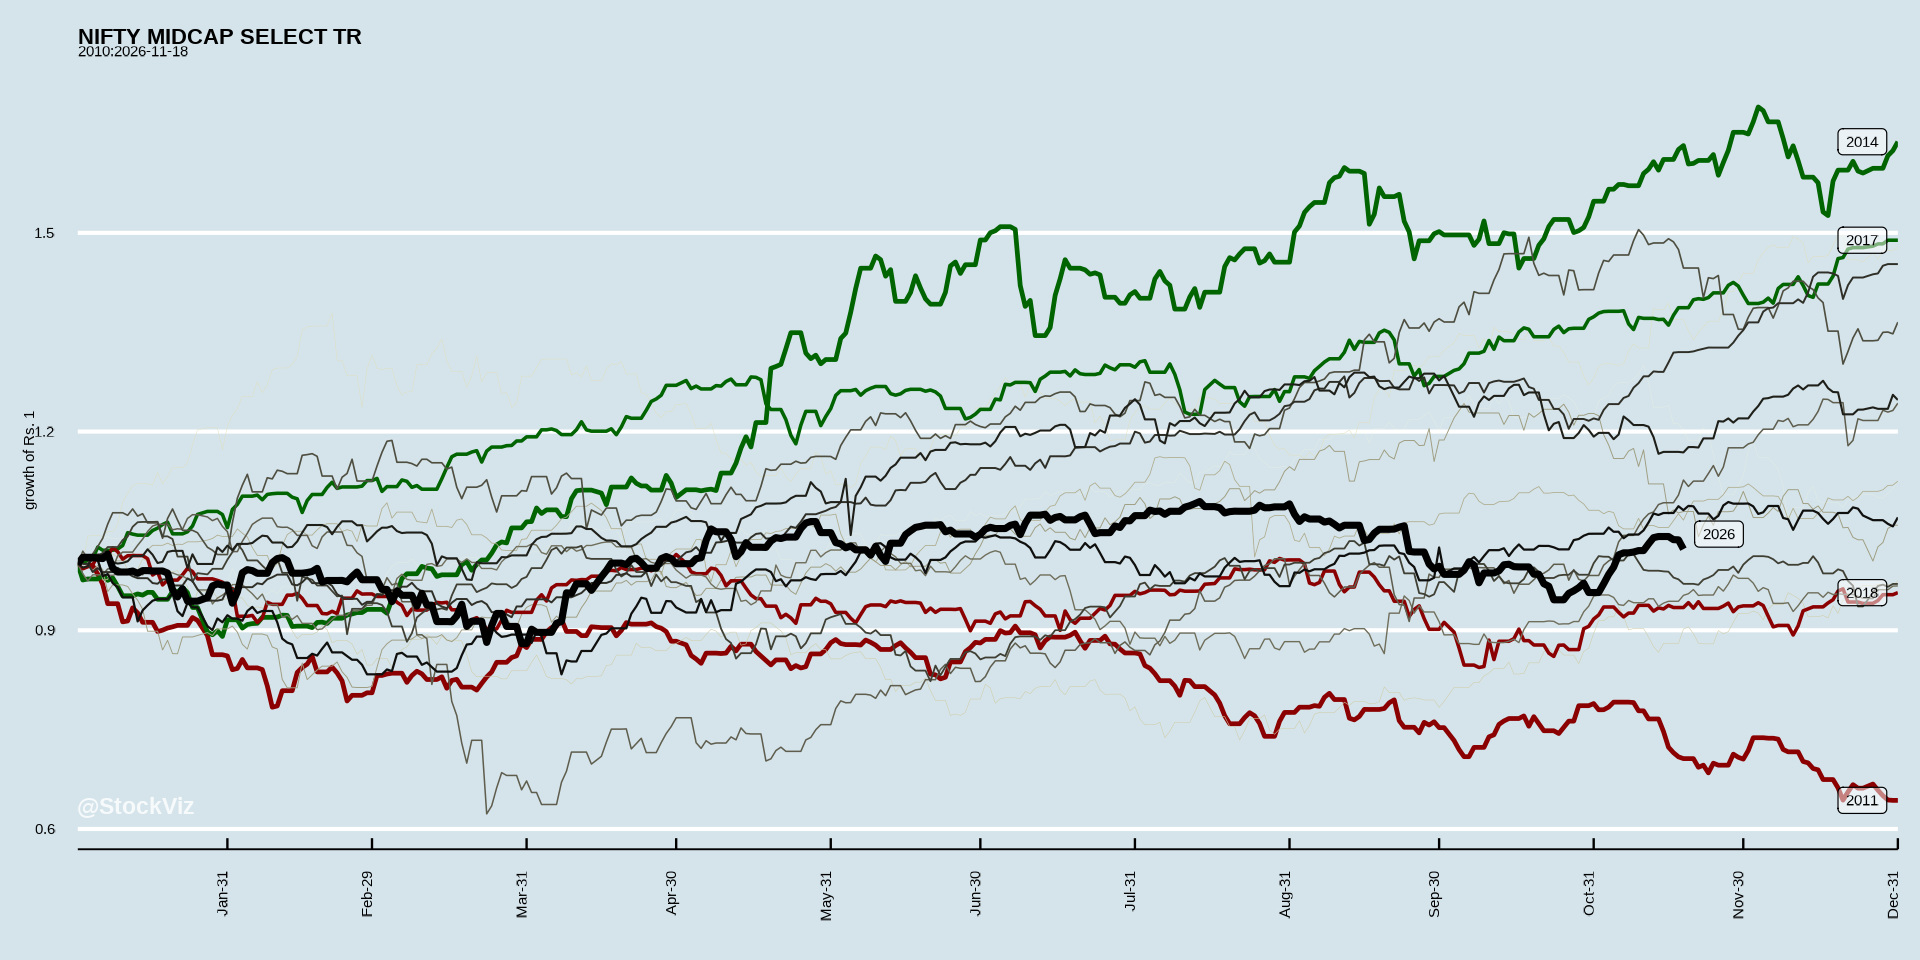 NIFTY MIDCAP SELECT TR
2010:2026-11-18
growth of Rs. 1
1.5
1.2
0.9
0.6
2014
2017
2026
2018
2011
@StockViz
Jan-31
Feb-29
Mar-31
Apr-30
May-31
Jun-30
Jul-31
Aug-31
Sep-30
Oct-31
Nov-30
Dec-31